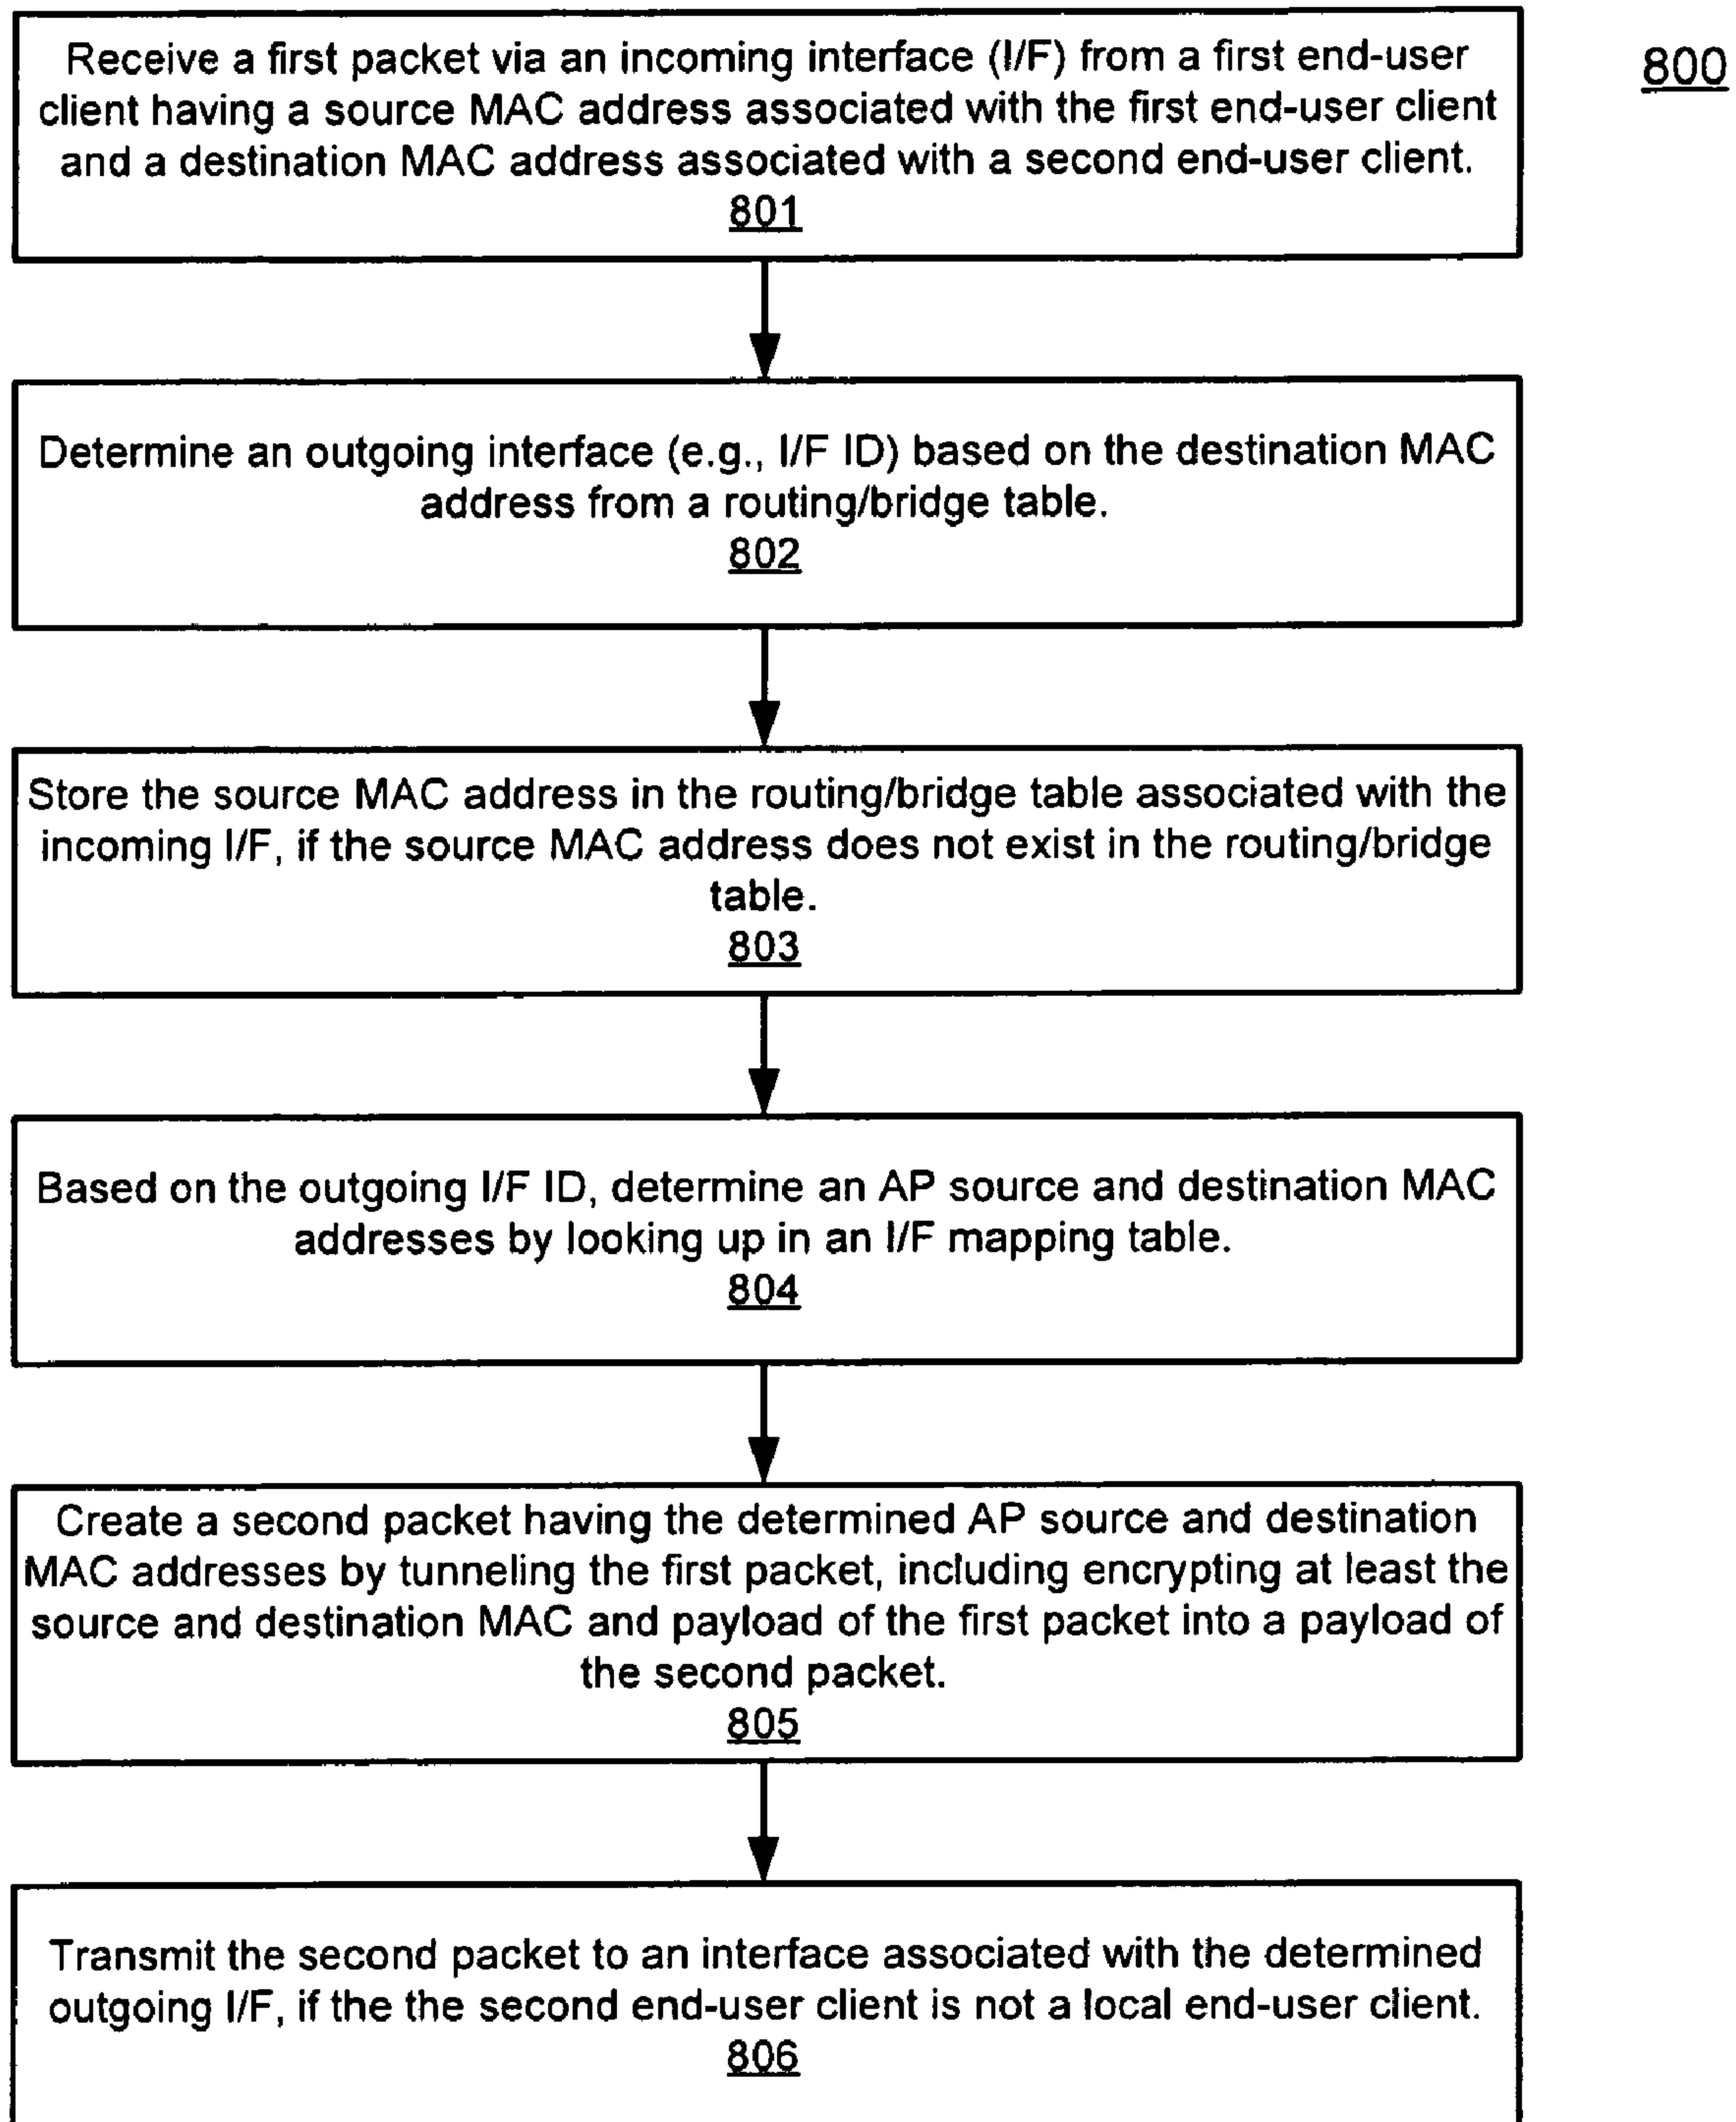 Receive a first packet via an incoming interface (I/F) from a first end-user
client having a source MAC address associated with the first end-user client
and a destination MAC address associated with a second end-user client.
801
800
Determine an outgoing interface (e.g., I/F ID) based on the destination MAC
address from a routing/bridge table.
802
Store the source MAC address in the routing/bridge table associated with the
incoming I/F, if the source MAC address does not exist in the routing/bridge
table.
803
Based on the outgoing I/F ID, determine an AP source and destination MAC
addresses by looking up in an I/F mapping table.
804
Create a second packet having the determined AP source and destination
MAC addresses by tunneling the first packet, including encrypting at least the
source and destination MAC and payload of the first packet into a payload of
the second packet.
805
Transmit the second packet to an interface associated with the determined
outgoing I/F, if the the second end-user client is not a local end-user client.
806